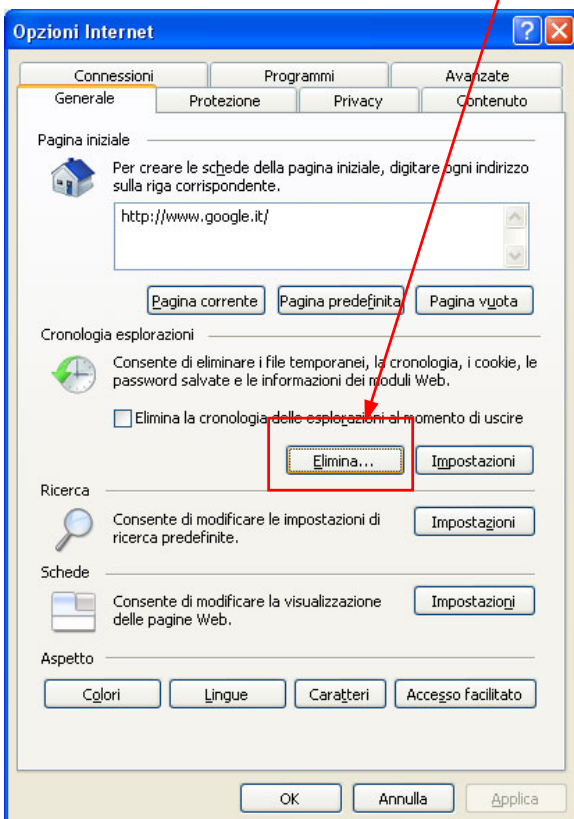 Opzioni Internet
Connessioni Programmi Avanzate
Generale Protezione Privacy Contenuto
Pagina iniziale
Per creare le schede della pagina iniziale, digitare ogni indirizzo
sulla riga corrispondente.
http://www.google.it/
Pagina corrente Pagina predefinita Pagina vuota
Cronologia esplorazioni
Consente di eliminare i file temporanei, la cronologia, i cookie, le
password salvate e le informazioni dei moduli Web.
Elimina la cronologia delle esplorazioni al momento di uscire
Elimina... Impostazioni
Ricerca
Consente di modificare le impostazioni di
ricerca predefinite.
Impostazioni
Schede
Consente di modificare la visualizzazione
delle pagine Web.
Impostazioni
Aspetto
Colori Lingue Caratteri Accesso facilitato
OK Annulla Applica